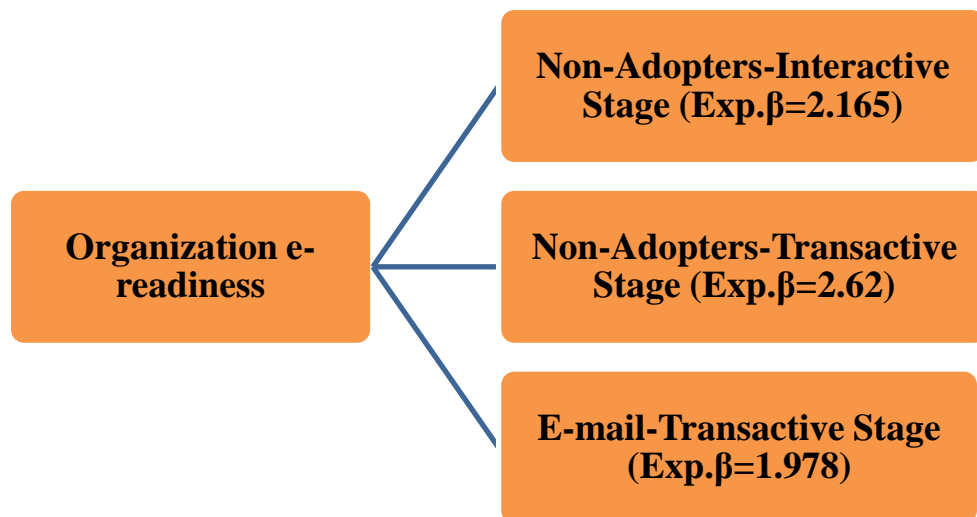 Non-Adopters-Interactive
Stage (Exp.β=2.165)
Organization e-
readiness
Non-Adopters-Transactive
Stage (Exp.β=2.62)
E-mail-Transactive Stage
(Exp.β=1.978)